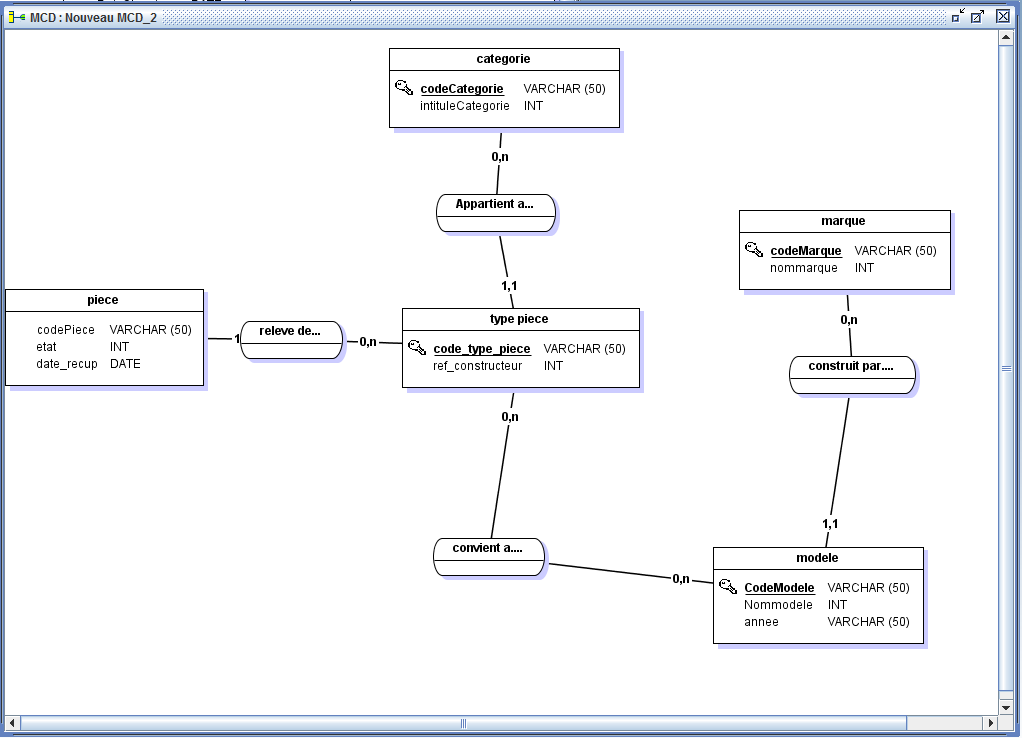 MCD : Nouveau MCD_2
categorie
codeCategorie VARCHAR (50)
intituleCategorie INT
0,n
Appartient a...
1,1
marque
codeMarque VARCHAR (50)
nommarque INT
0,n
construit par....
1,1
piece
codePiece VARCHAR (50)
etat INT
date_recup DATE
1
releve de...
0,n
type piece
code_type_piece VARCHAR (50)
ref_constructeur INT
0,n
convient a....
0,n
modele
CodeModele VARCHAR (50)
Nommodele INT
annee VARCHAR (50)